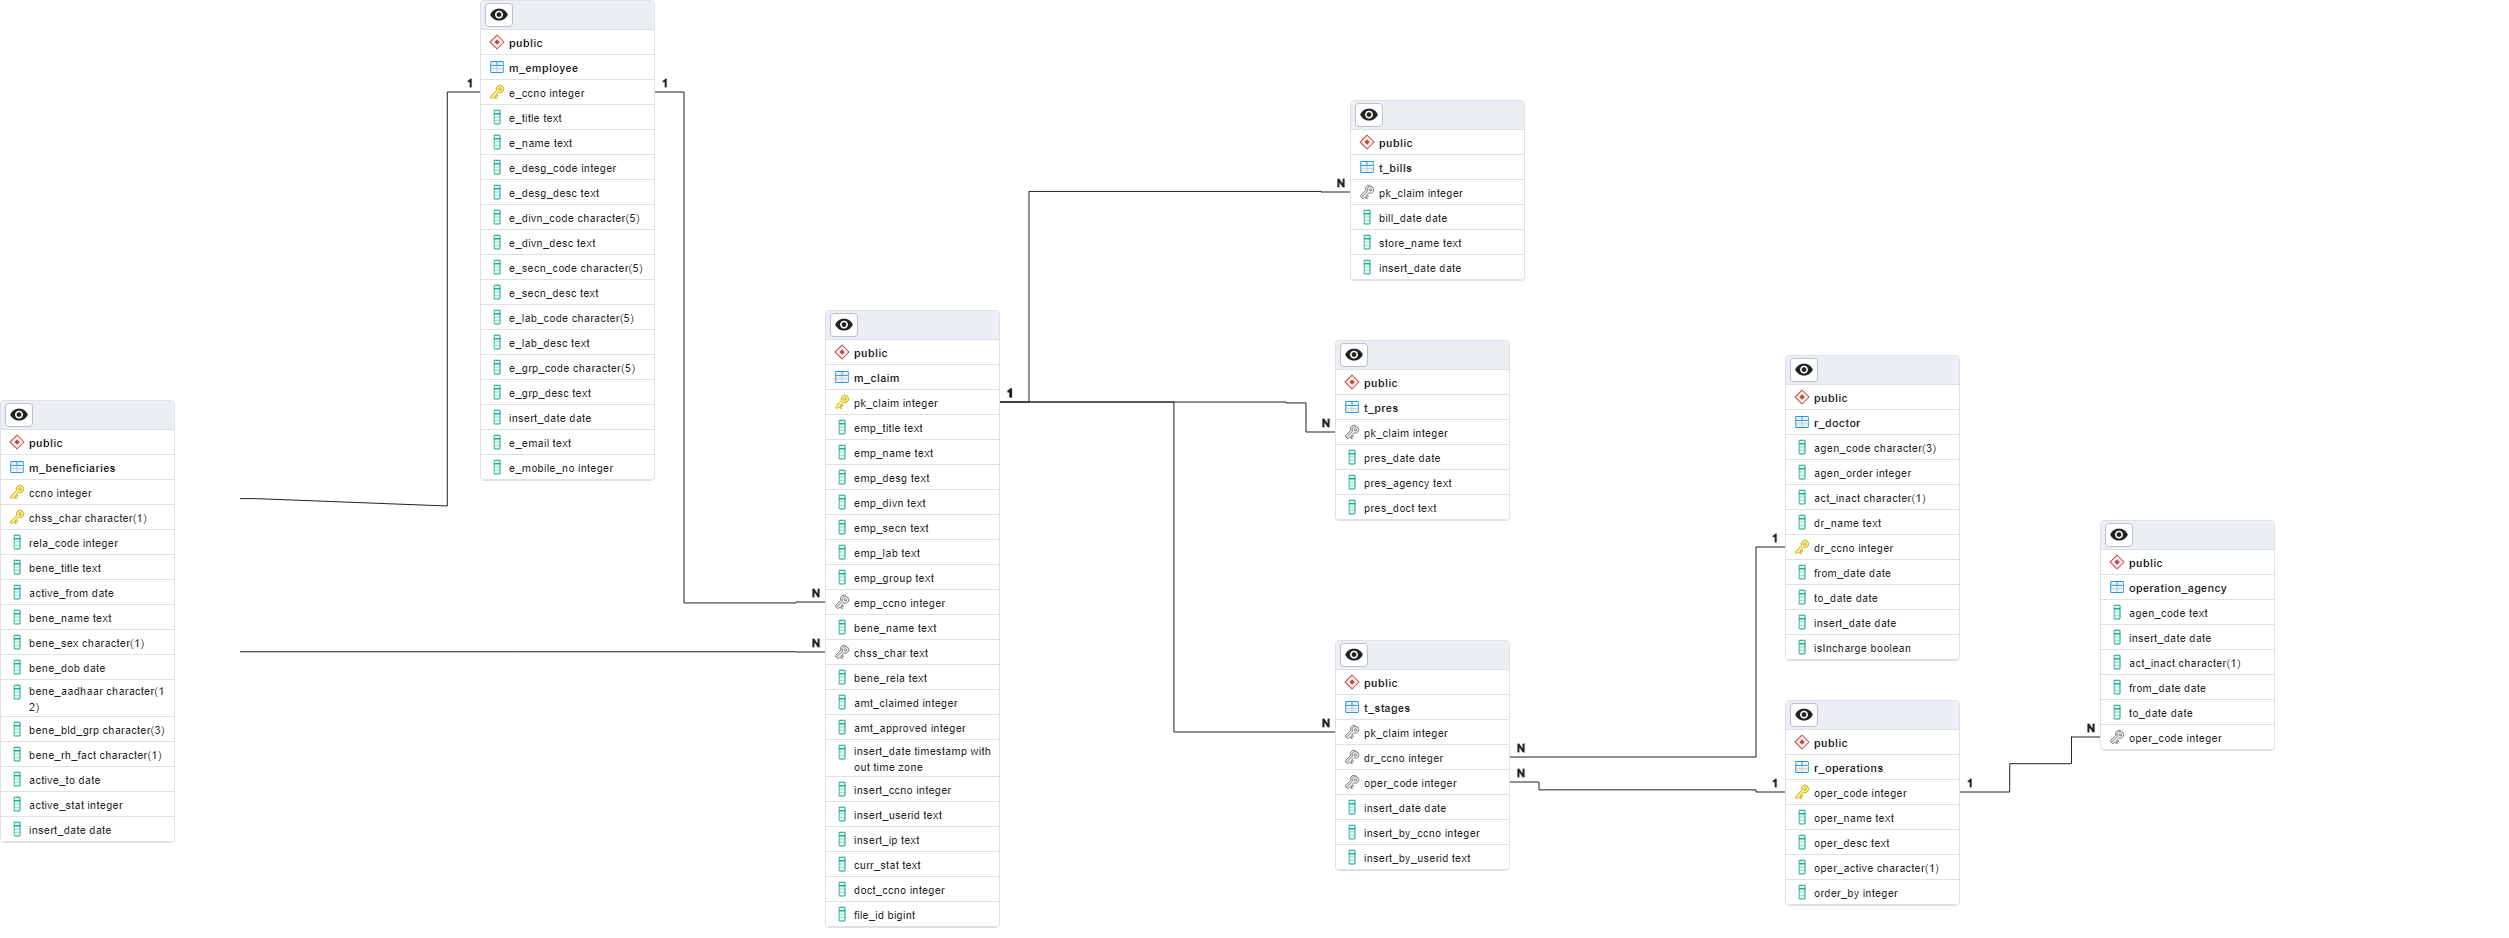 public
m_employee
e_ccno integer
e_title text
e_name text
e_desg_code integer
e_desg_desc text
e_divn_code character(5)
e_divn_desc text
e_secn_code character(5)
e_secn_desc text
e_lab_code character(5)
e_lab_desc text
e_grp_code character(5)
e_grp_desc text
insert_date date
e_email text
e_mobile_no integer
1
1
public
m_beneficiaries
ccno integer
chss_char character(1)
rela_code integer
bene_title text
active_from date
bene_name text
bene_sex character(1)
bene_dob date
bene_aadhaar character(1
2)
bene_bld_grp character(3)
bene_rh_fact character(1)
active_to date
active_stat integer
insert_date date
public
m_claim
pk_claim integer
emp_title text
emp_name text
emp_desg text
emp_divn text
emp_secn text
emp_lab text
emp_group text
emp_ccno integer
bene_name text
chss_char text
bene_rela text
amt_claimed integer
amt_approved integer
insert_date timestamp with
out time zone
insert_ccno integer
insert_userid text
insert_ip text
curr_stat text
doct_ccno integer
file_id bigint
1
N
N
public
t_bills
pk_claim integer
bill_date date
store_name text
insert_date date
N
public
t_pres
pk_claim integer
pres_date date
pres_agency text
pres_doct text
N
public
t_stages
pk_claim integer
dr_ccno integer
oper_code integer
insert_date date
insert_by_ccno integer
insert_by_userid text
N
N
N
public
r_doctor
agen_code character(3)
agen_order integer
act_inact character(1)
dr_name text
dr_ccno integer
from_date date
to_date date
insert_date date
isIncharge boolean
1
public
r_operations
oper_code integer
oper_name text
oper_desc text
oper_active character(1)
order_by integer
1
1
public
operation_agency
agen_code text
insert_date date
act_inact character(1)
from_date date
to_date date
oper_code integer
N